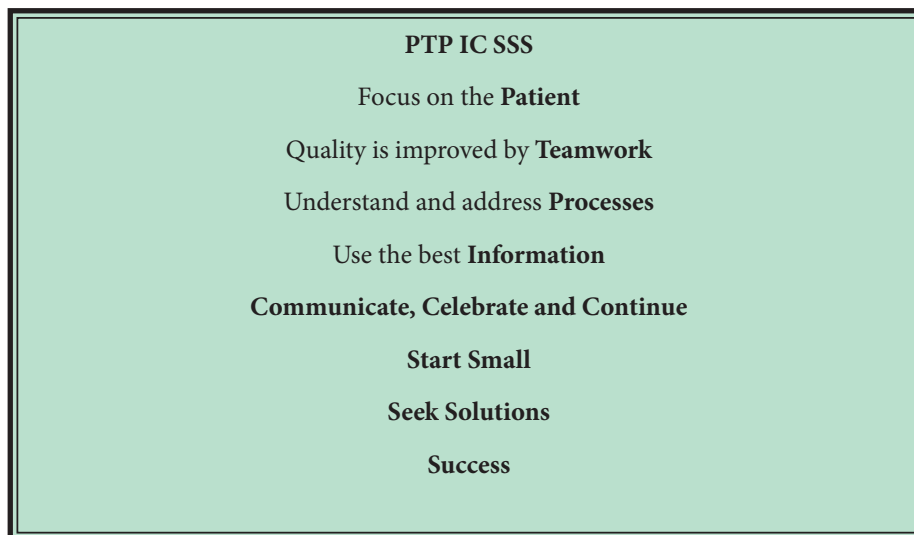 PTP IC SSS
Focus on the Patient
Quality is improved by Teamwork
Understand and address Processes
Use the best Information
Communicate, Celebrate and Continue
Start Small
Seek Solutions
Success